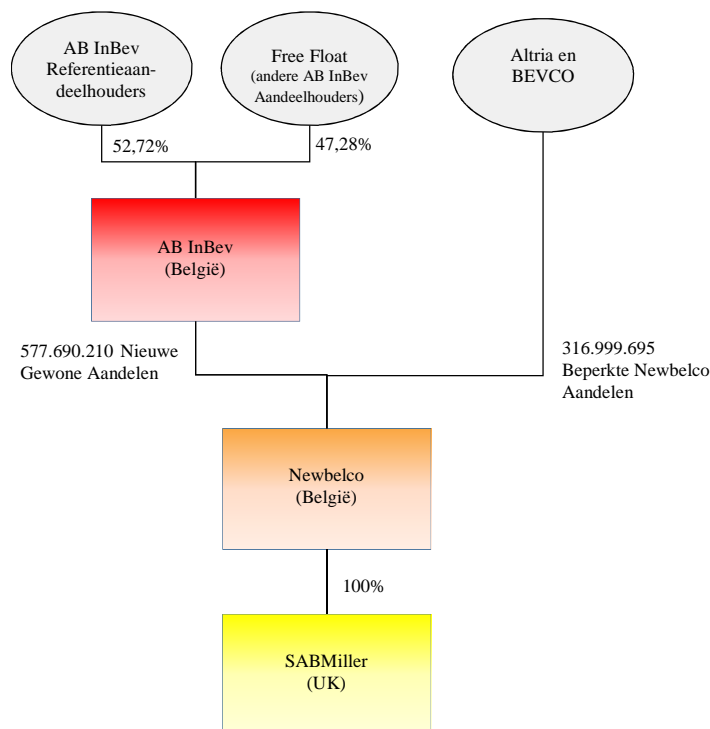 AB InBev
Referentieaan-
deelhouders
Free Float
(andere AB InBev
Aandeelhouders)
Altria en
BEVCO
52,72%
47,28%
AB InBev
(België)
577.690.210 Nieuwe
Gewone Aandelen
316.999.695
Beperkte Newbelco
Aandelen
Newbelco
(België)
100%
SABMiller
(UK)